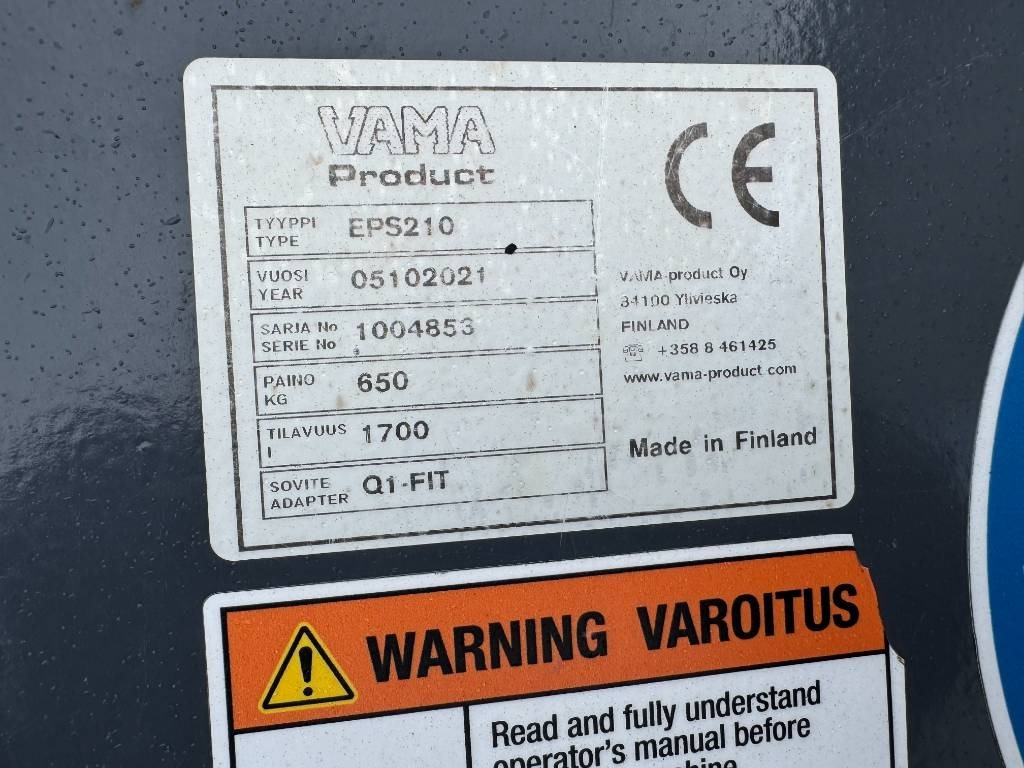 VAMA
Product
CE
TYYPPI
TYPE
EPS210
VUOSI
YEAR
05102021
SARJA No
SERIE No
1004853
PAINO
KG
650
TILAVUUS
l
1700
SOVITE
ADAPTER
Q1-FIT
VAMA-product Oy
84100 Ylivieska
FINLAND
+358 8 461425
www.vama-product.com
Made in Finland
WARNING VAROITUS
Read and fully understand
operator's manual before